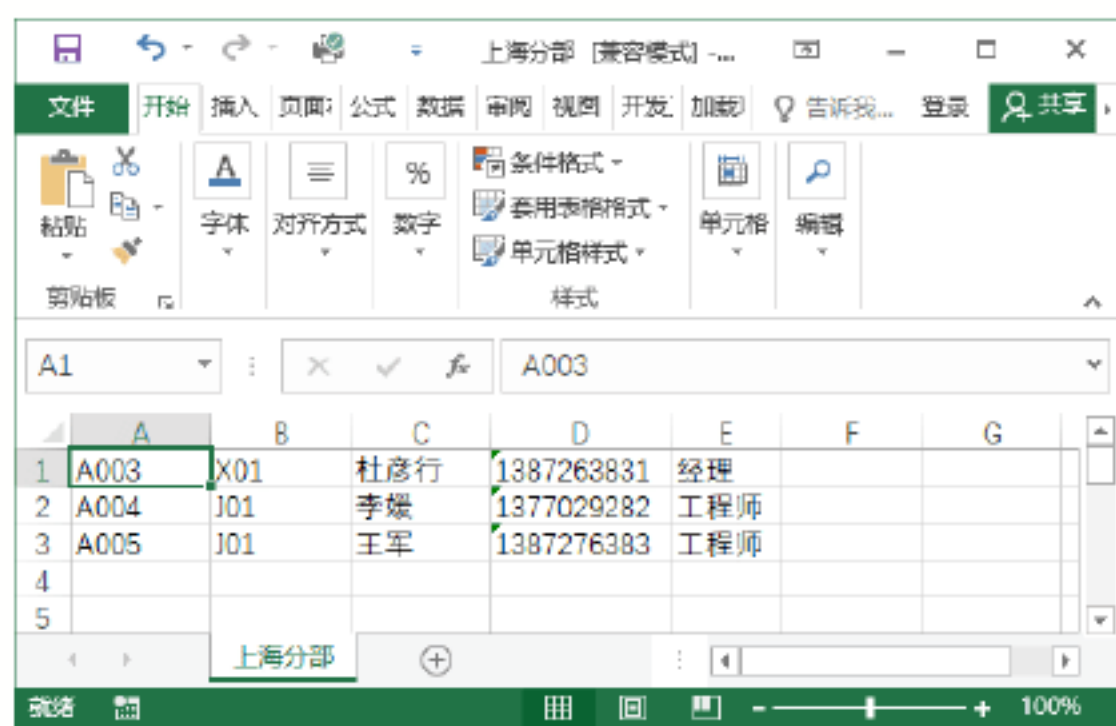 上海分部 [兼容模式] -...
文件 开始 插入 页面 公式 数据 审阅 视图 开发 加载 告诉我... 登录 共享
粘贴 字体 对齐方式 % 数字 条件格式 套用表格格式 单元格样式 单元格 编辑
剪贴板 样式
A1 fx A003
A B C D E F G
1 A003 X01 杜彦行 1387263831 经理
2 A004 J01 李媛 1377029282 工程师
3 A005 J01 王军 1387276383 工程师
4
5
上海分部
就绪 100%